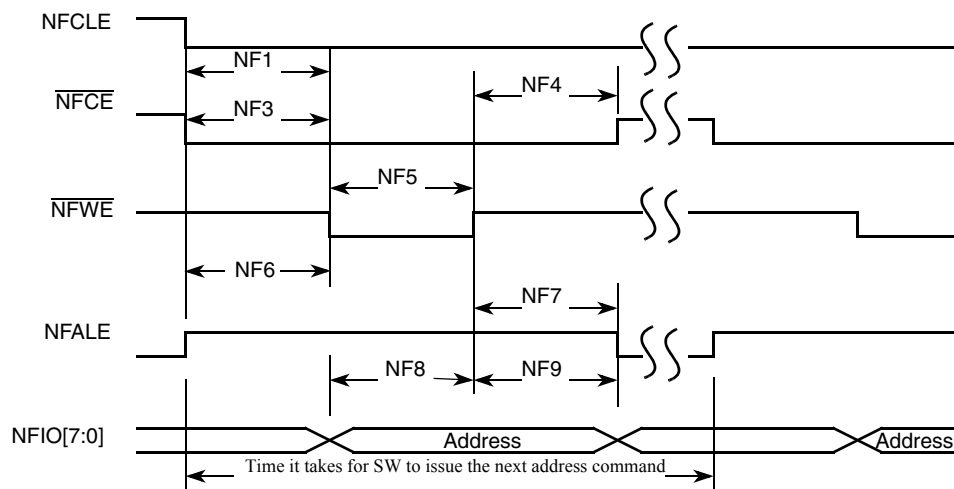 NFCLE
NF1
NF4
NFCE
NF3
NF5
NFWE
NF6
NF7
NFALE
NF8
NF9
NFIO[7:0]
Address
Address
Time it takes for SW to issue the next address command